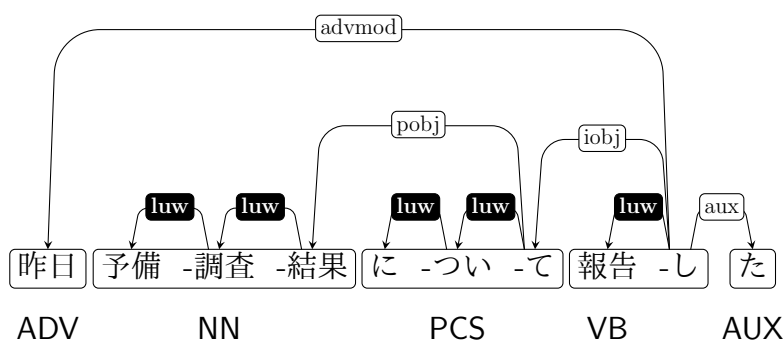 advmod
pobj
iobj
luw luw luw luw luw aux
昨日 予備 -調査 -結果 に -つい -て 報告 -し た
ADV NN PCS VB AUX